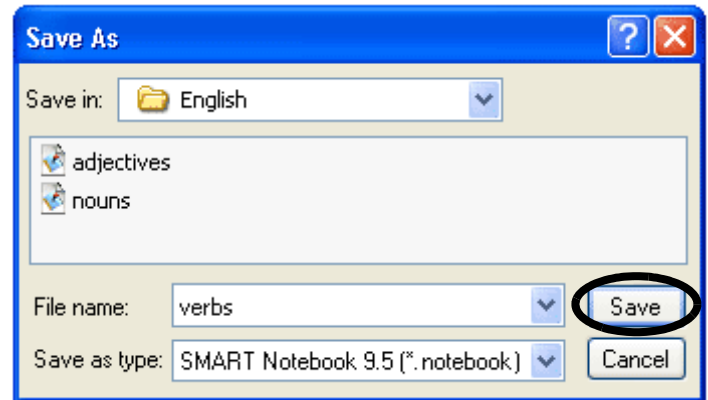 Save As
Save in: English
adjectives
nouns
File name: verbs Save
Save as type: SMART Notebook 9.5 (*.notebook) Cancel